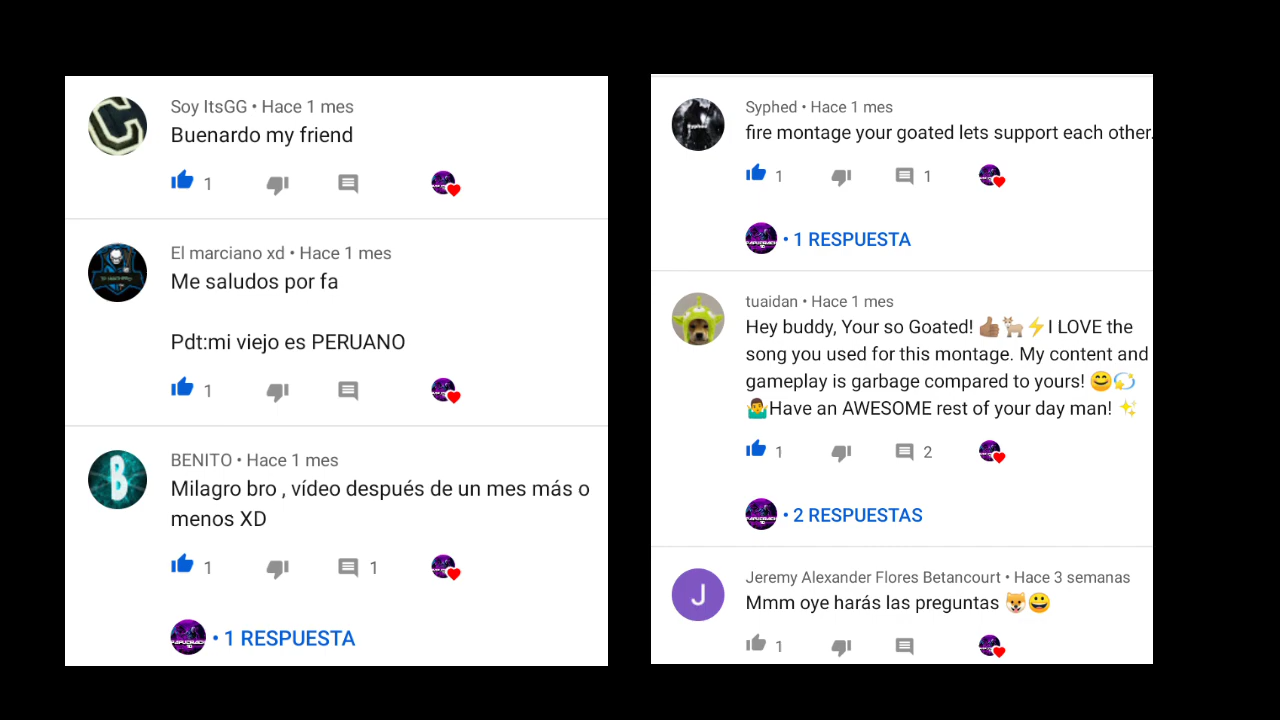 Soy ItsGG • Hace 1 mes
Buenardo my friend
1
El marciano xd • Hace 1 mes
Me saludos por fa
Pdt:mi viejo es PERUANO
1
B
BENITO • Hace 1 mes
Milagro bro , vídeo después de un mes más o
menos XD
1 1
• 1 RESPUESTA
Syphed • Hace 1 mes
fire montage your goated lets support each other.
1 1
• 1 RESPUESTA
tuaidan • Hace 1 mes
Hey buddy, Your so Goated! 👍🏽🐐⚡I LOVE the
song you used for this montage. My content and
gameplay is garbage compared to yours! 😊💫
🤷‍♂️Have an AWESOME rest of your day man! ✨
1 2
• 2 RESPUESTAS
J
Jeremy Alexander Flores Betancourt • Hace 3 semanas
Mmm oye harás las preguntas 🐶😀
1